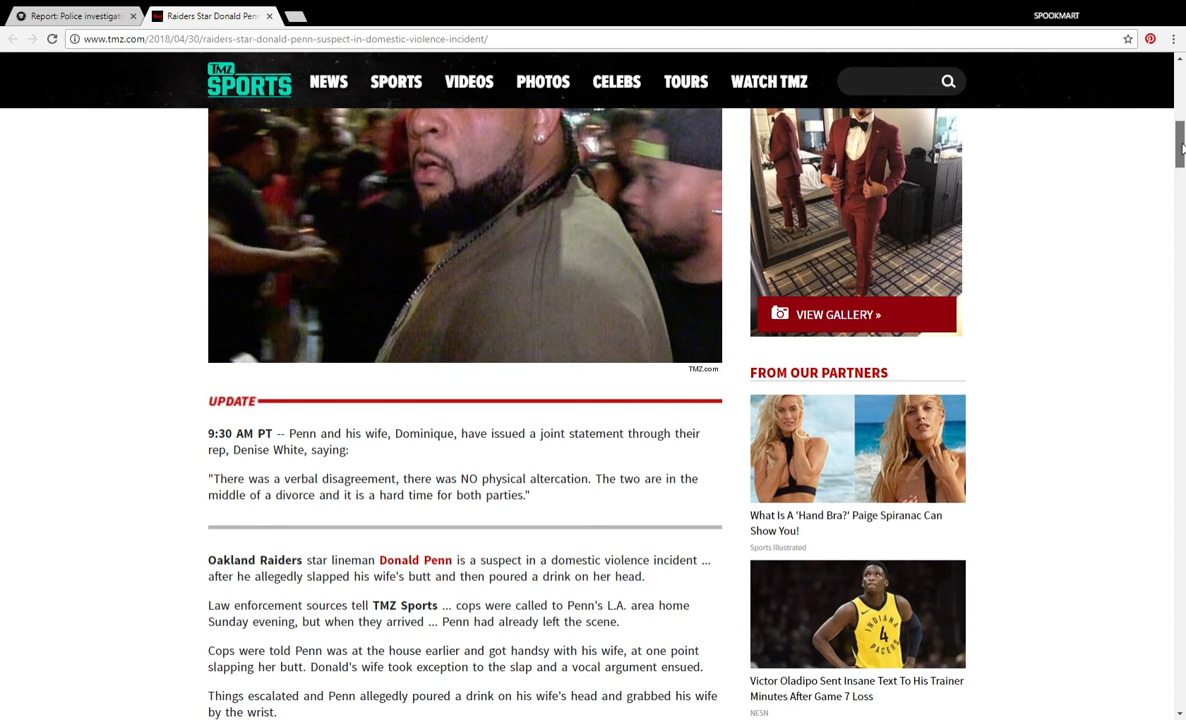 Report: Police investigat
Raiders Star Donald Penn
SPOOKMART
www.tmz.com/2018/04/30/raiders-star-donald-penn-suspect-in-domestic-violence-incident/
TMZ
SPORTS
NEWS
SPORTS
VIDEOS
PHOTOS
CELEBS
TOURS
WATCH TMZ
TMZ.com
UPDATE
9:30 AM PT -- Penn and his wife, Dominique, have issued a joint statement through their
rep, Denise White, saying:
"There was a verbal disagreement, there was NO physical altercation. The two are in the
middle of a divorce and it is a hard time for both parties."
Oakland Raiders star lineman Donald Penn is a suspect in a domestic violence incident ...
after he allegedly slapped his wife's butt and then poured a drink on her head.
Law enforcement sources tell TMZ Sports ... cops were called to Penn's L.A. area home
Sunday evening, but when they arrived ... Penn had already left the scene.
Cops were told Penn was at the house earlier and got handsy with his wife, at one point
slapping her butt. Donald's wife took exception to the slap and a vocal argument ensued.
Things escalated and Penn allegedly poured a drink on his wife's head and grabbed his wife
by the wrist.
VIEW GALLERY »
FROM OUR PARTNERS
What Is A 'Hand Bra?' Paige Spiranac Can
Show You!
Sports Illustrated
INDIANA
4
PACERS
Victor Oladipo Sent Insane Text To His Trainer
Minutes After Game 7 Loss
NESN